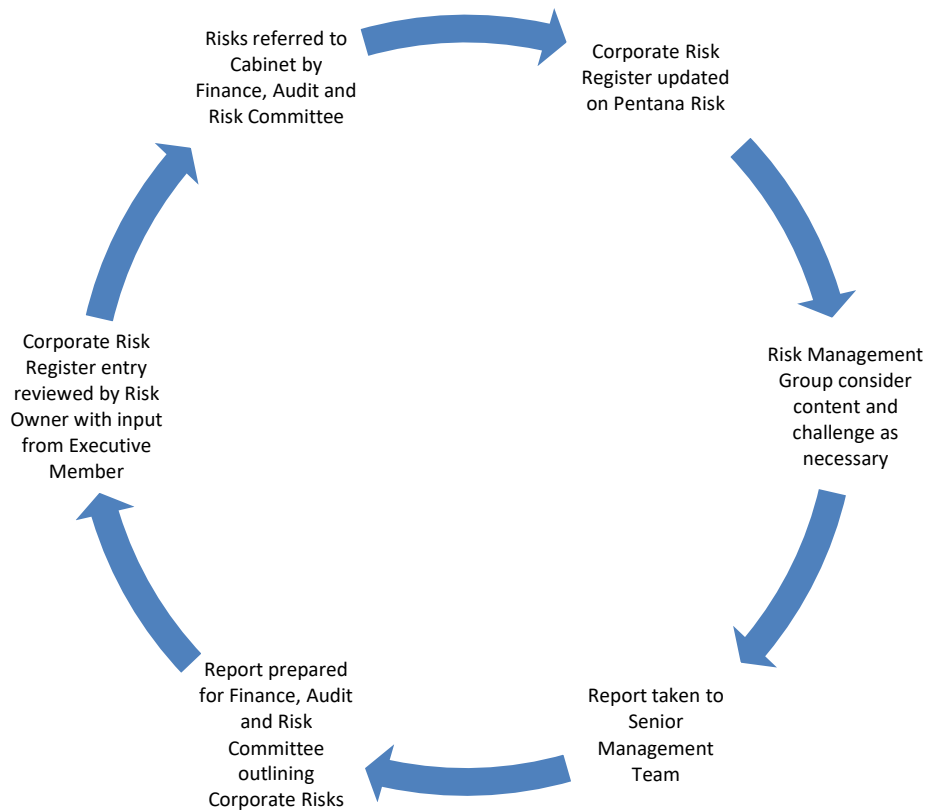 Risks referred to
Cabinet by
Finance, Audit and
Risk Committee
Corporate Risk
Register updated
on Pentana Risk
Risk Management
Group consider
content and
challenge as
necessary
Report taken to
Senior
Management
Team
Report prepared
for Finance, Audit
and Risk
Committee
outlining
Corporate Risks
Corporate Risk
Register entry
reviewed by Risk
Owner with input
from Executive
Member